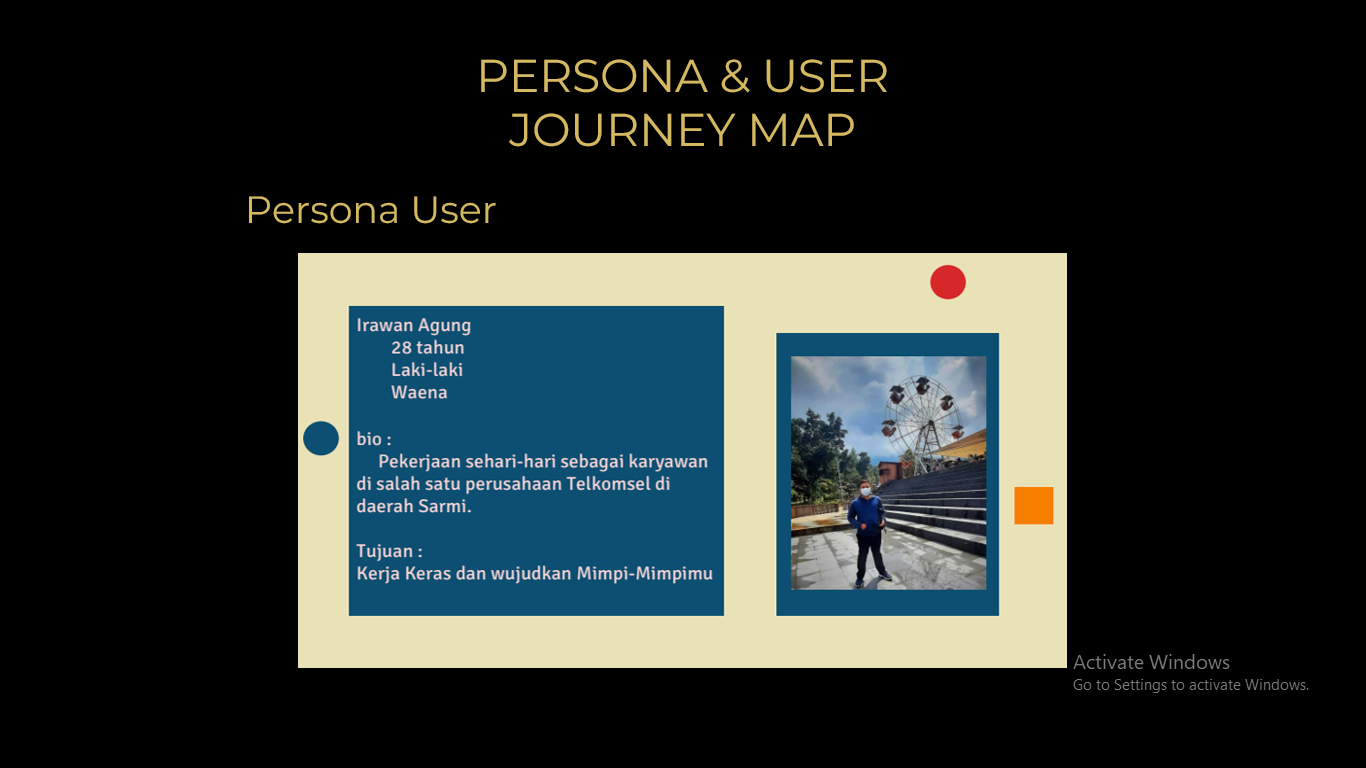 PERSONA & USER
JOURNEY MAP
Persona User
Irawan Agung
28 tahun
Laki-laki
Waena
bio :
Pekerjaan sehari-hari sebagai karyawan
di salah satu perusahaan Telkomsel di
daerah Sarmi.
Tujuan :
Kerja Keras dan wujudkan Mimpi-Mimpimu
Activate Windows
Go to Settings to activate Windows.